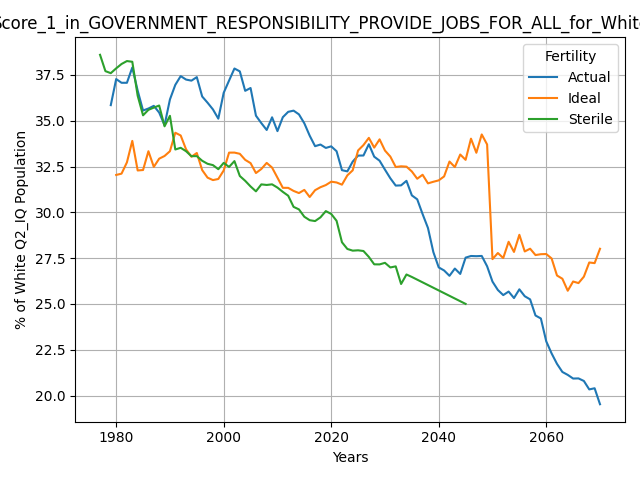 Score_1_in_GOVERNMENT_RESPONSIBILITY_PROVIDE_JOBS_FOR_ALL_for_White
Fertility
Actual
Ideal
Sterile
% of White Q2_IQ Population
37.5
35.0
32.5
30.0
27.5
25.0
22.5
20.0
1980
2000
2020
2040
2060
Years